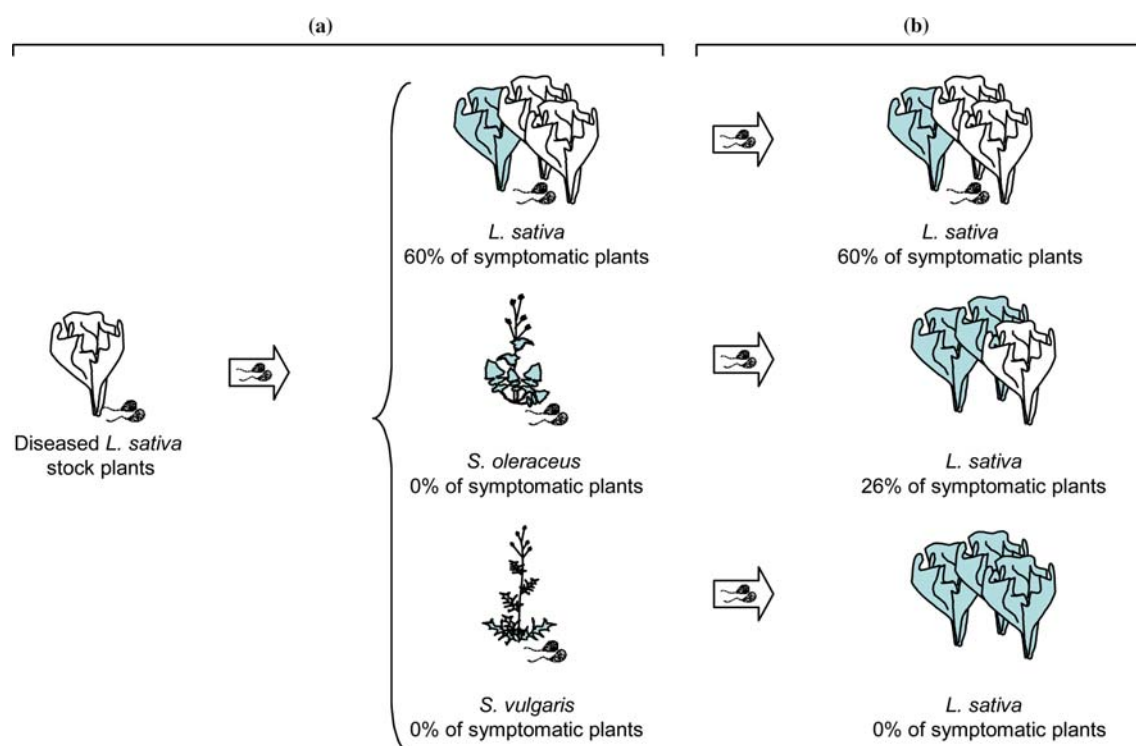 (a)
(b)
L. sativa
60% of symptomatic plants
L. sativa
60% of symptomatic plants
Diseased L. sativa
stock plants
S. oleraceus
0% of symptomatic plants
L. sativa
26% of symptomatic plants
S. vulgaris
0% of symptomatic plants
L. sativa
0% of symptomatic plants